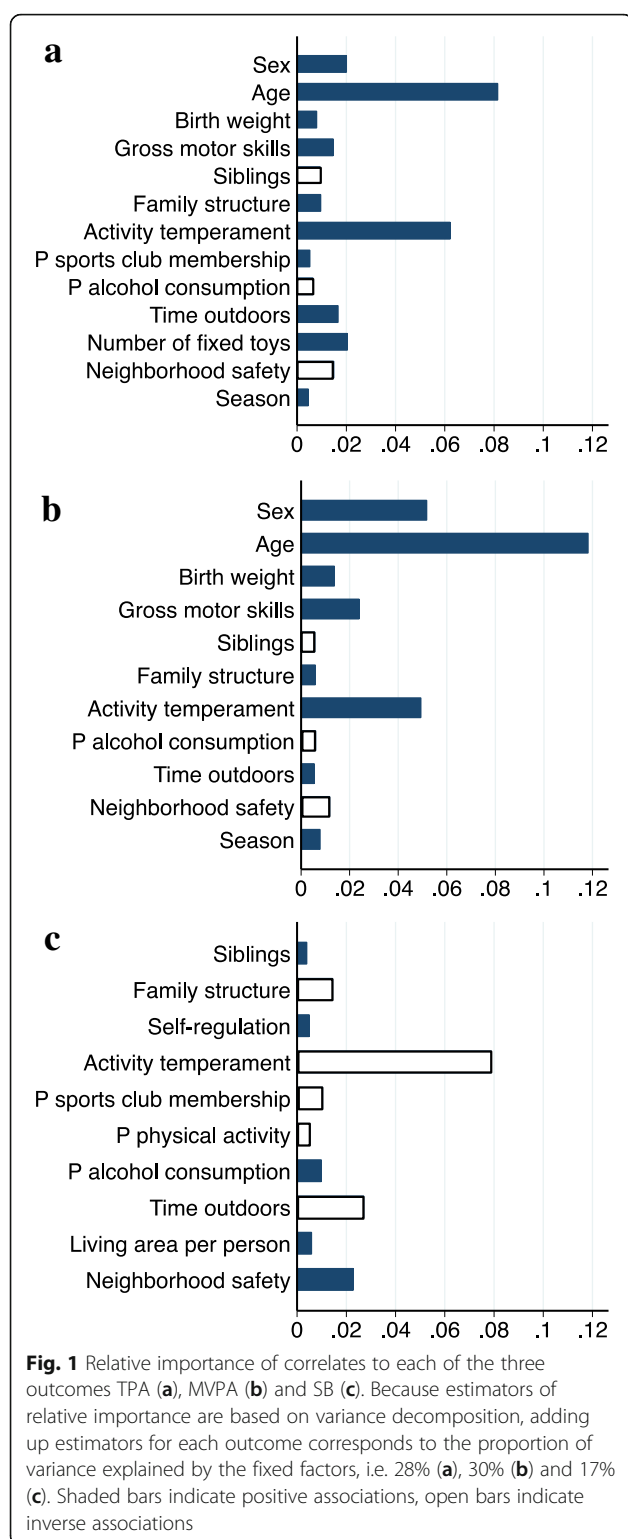 a
Sex
Age
Birth weight
Gross motor skills
Siblings
Family structure
Activity temperament
P sports club membership
P alcohol consumption
Time outdoors
Number of fixed toys
Neighborhood safety
Season
0 .02 .04 .06 .08 .1 .12
b
Sex
Age
Birth weight
Gross motor skills
Siblings
Family structure
Activity temperament
P alcohol consumption
Time outdoors
Neighborhood safety
Season
0 .02 .04 .06 .08 .1 .12
c
Siblings
Family structure
Self-regulation
Activity temperament
P sports club membership
P physical activity
P alcohol consumption
Time outdoors
Living area per person
Neighborhood safety
0 .02 .04 .06 .08 .1 .12
Fig. 1 Relative importance of correlates to each of the three
outcomes TPA (a), MVPA (b) and SB (c). Because estimators of
relative importance are based on variance decomposition, adding
up estimators for each outcome corresponds to the proportion of
variance explained by the fixed factors, i.e. 28% (a), 30% (b) and 17%
(c). Shaded bars indicate positive associations, open bars indicate
inverse associations